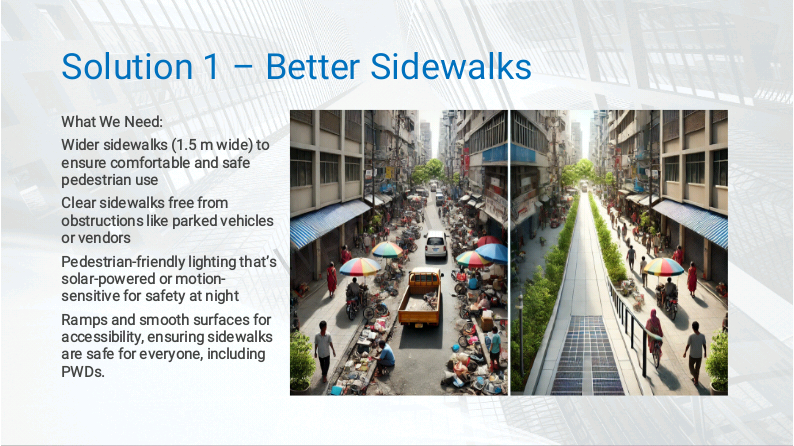 Solution 1 – Better Sidewalks
What We Need:
Wider sidewalks (1.5 m wide) to
ensure comfortable and safe
pedestrian use
Clear sidewalks free from
obstructions like parked vehicles
or vendors
Pedestrian-friendly lighting that’s
solar-powered or motion-
sensitive for safety at night
Ramps and smooth surfaces for
accessibility, ensuring sidewalks
are safe for everyone, including
PWDs.